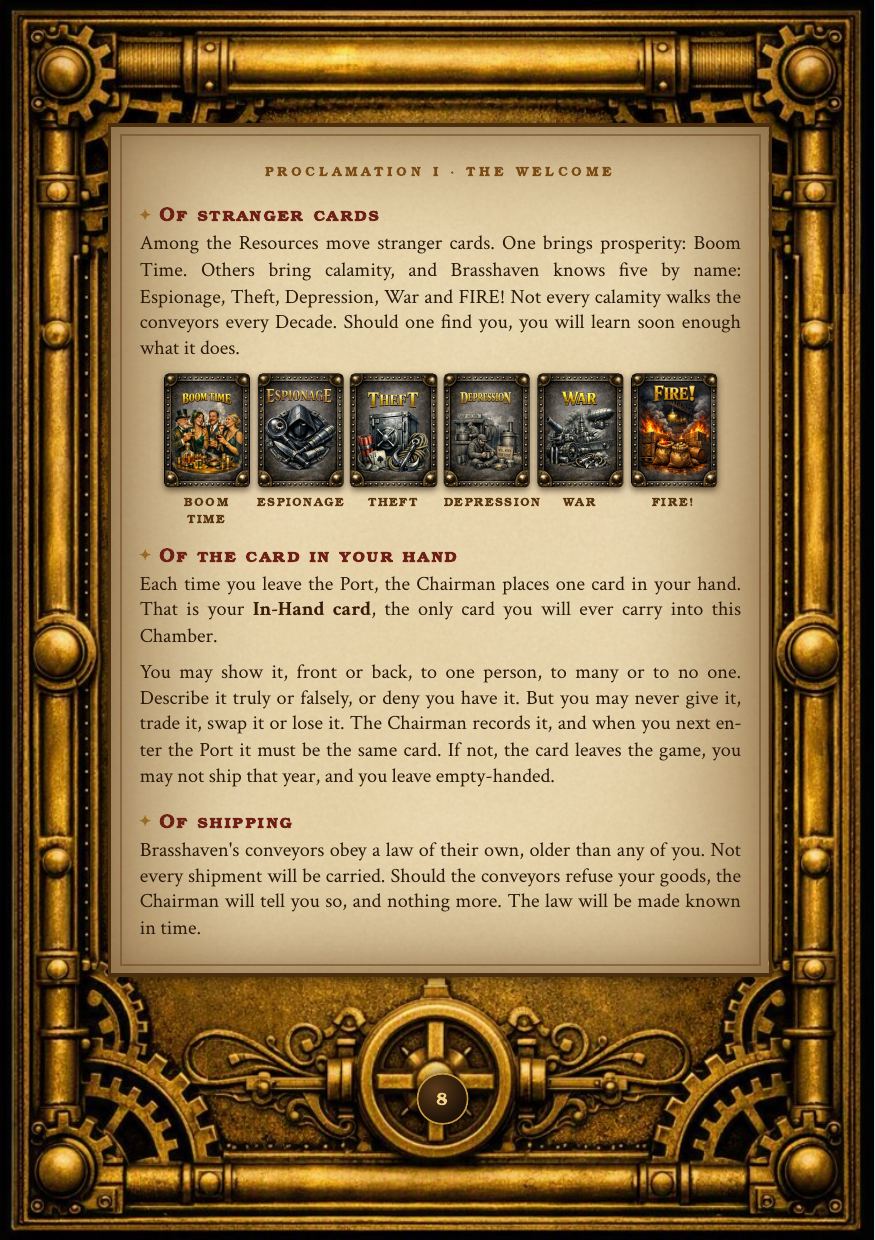 PROCLAMATION I · THE WELCOME
✦ OF STRANGER CARDS
Among the Resources move stranger cards. One brings prosperity: Boom
Time. Others bring calamity, and Brasshaven knows five by name:
Espionage, Theft, Depression, War and FIRE! Not every calamity walks the
conveyors every Decade. Should one find you, you will learn soon enough
what it does.
BOOM TIME ESPIONAGE THEFT DEPRESSION WAR FIRE!
BOOM ESPIONAGE THEFT DEPRESSION WAR FIRE!
TIME
✦ OF THE CARD IN YOUR HAND
Each time you leave the Port, the Chairman places one card in your hand.
That is your In-Hand card, the only card you will ever carry into this
Chamber.
You may show it, front or back, to one person, to many or to no one.
Describe it truly or falsely, or deny you have it. But you may never give it,
trade it, swap it or lose it. The Chairman records it, and when you next en-
ter the Port it must be the same card. If not, the card leaves the game, you
may not ship that year, and you leave empty-handed.
✦ OF SHIPPING
Brasshaven's conveyors obey a law of their own, older than any of you. Not
every shipment will be carried. Should the conveyors refuse your goods, the
Chairman will tell you so, and nothing more. The law will be made known
in time.
8